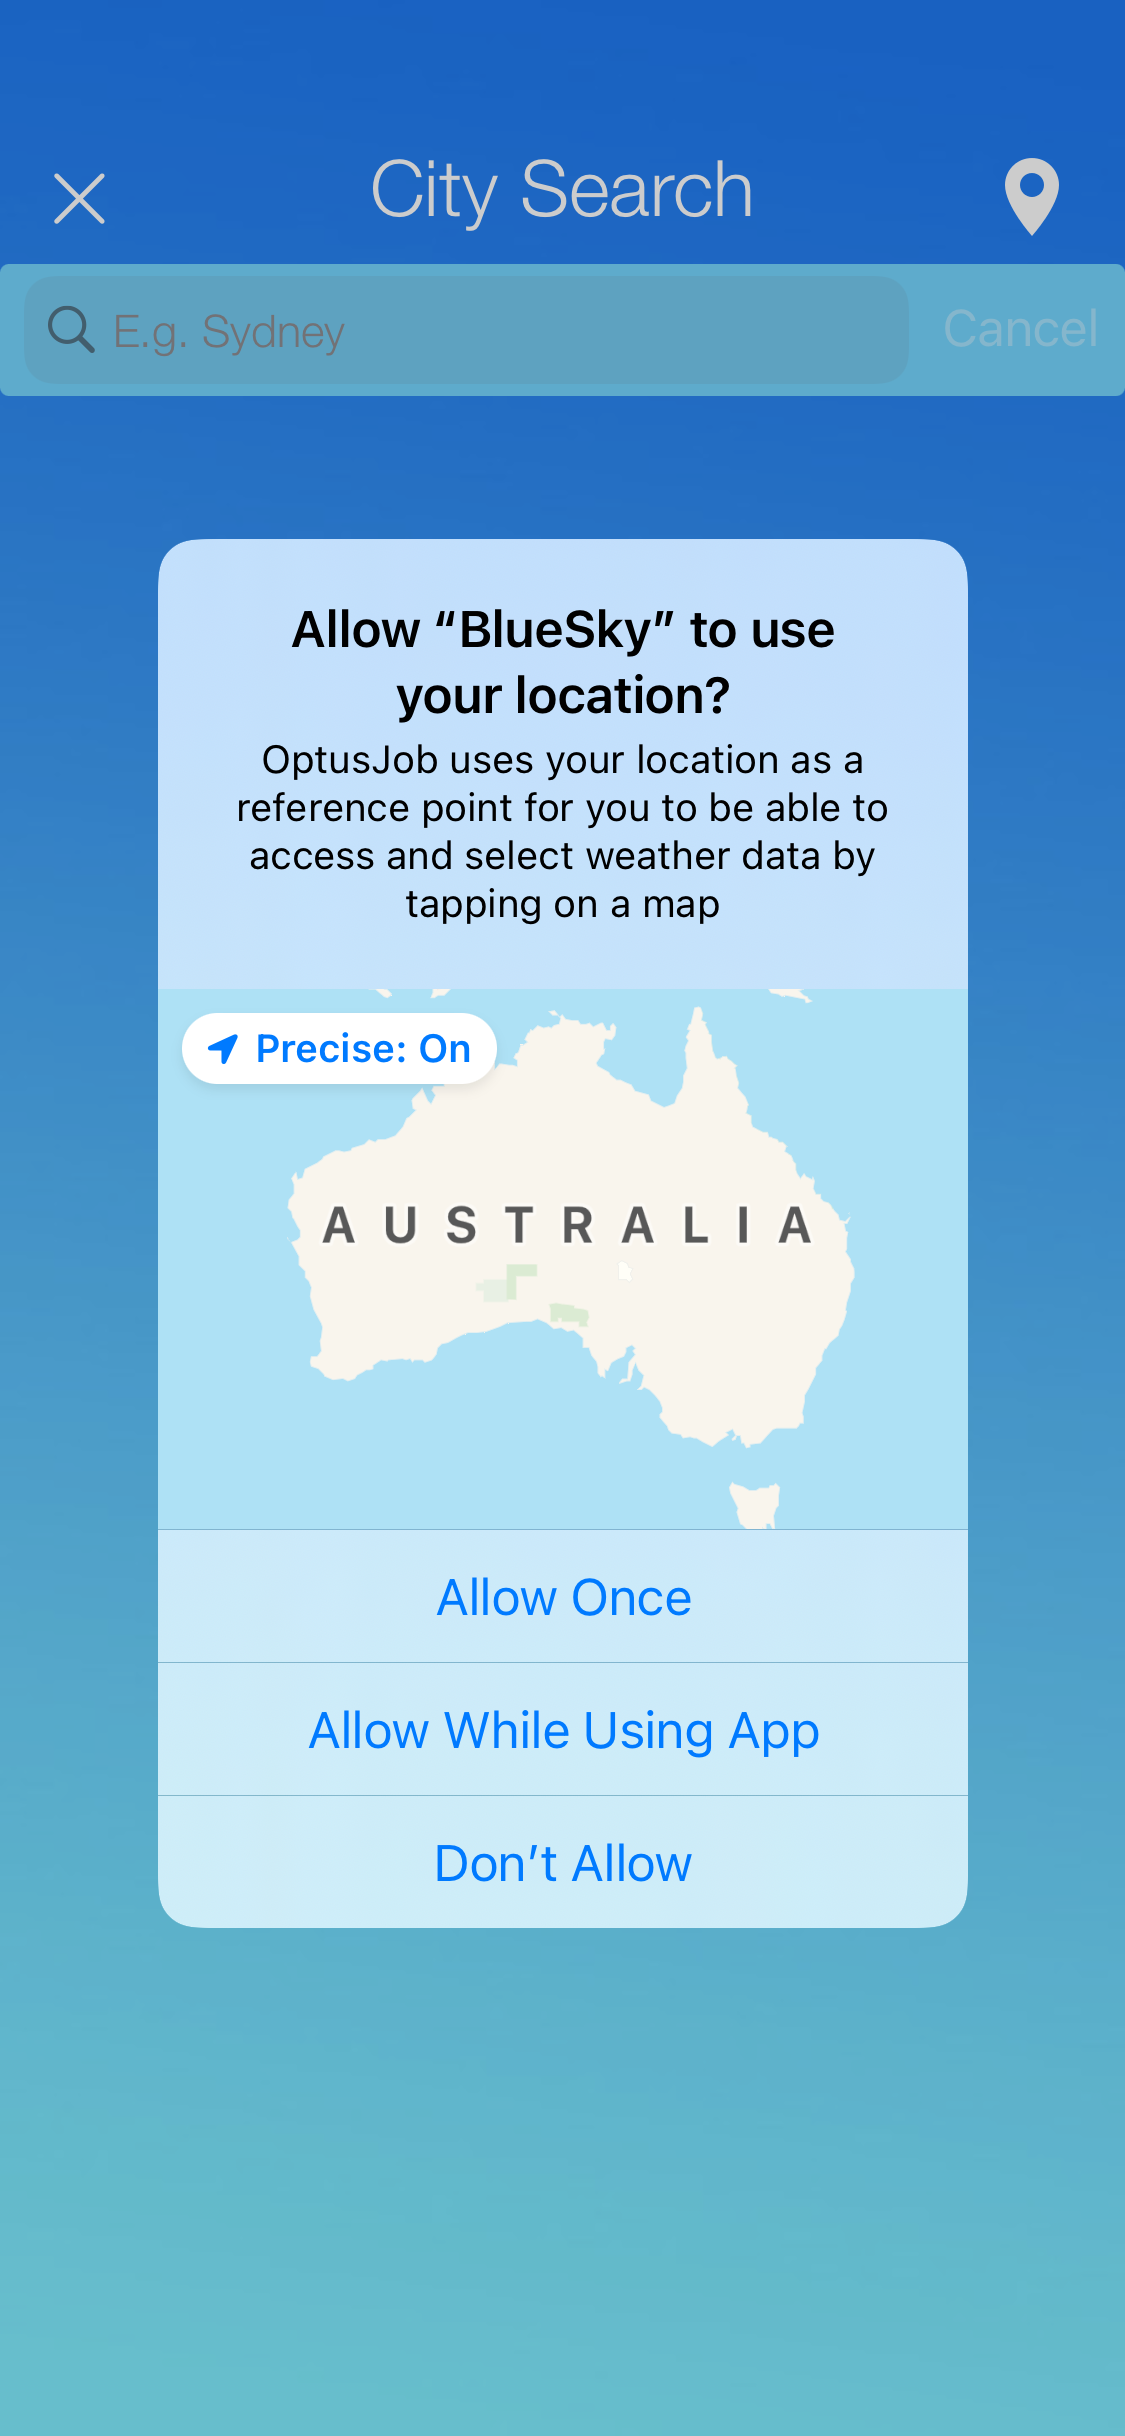 City Search
E.g. Sydney
Cancel
Allow “BlueSky” to use
your location?
OptusJob uses your location as a
reference point for you to be able to
access and select weather data by
tapping on a map
Precise: On
AUSTRALIA
Allow Once
Allow While Using App
Don’t Allow